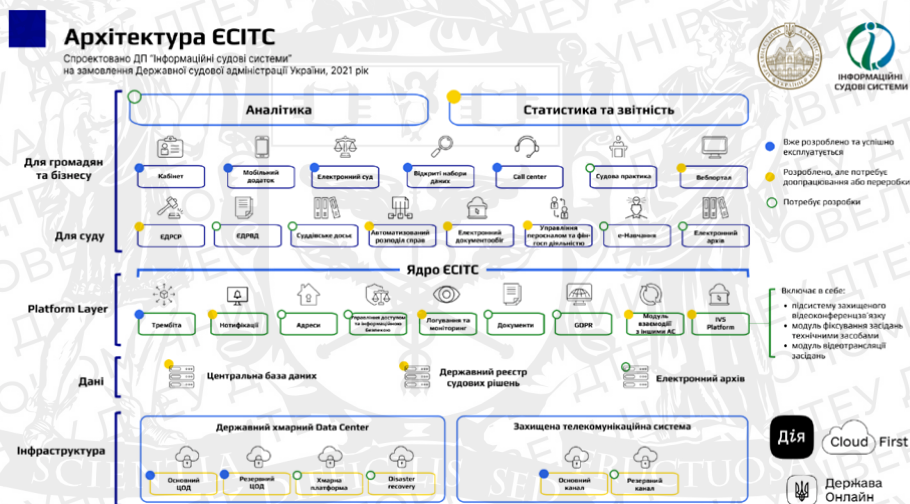 Архітектура ЄСІТС
Спроектовано ДП "Інформаційні судові системи"
на замовлення Державної судової адміністрації України, 2021 рік
ІНФОРМАЦІЙНІ
СУДОВІ СИСТЕМИ
Аналітика
Статистика та звітність
Для громадян
та бізнесу
Кабінет
Мобільний
додаток
Електронний суд
Відкриті набори
даних
Call center
Судова практика
Вебпортал
Вже розроблено та успішно
експлуатується
Розроблено, але потребує
доопрацювання або переробки
Потребує розробки
Для суду
ЄДРСР
ЄДРВД
Суддівське досьє
Автоматизований
розподіл справ
Електронний
документообіг
Управління
персоналом та фін-
госп діяльністю
е-Навчання
Електронний
архів
Ядро ЄСІТС
Platform Layer
Трембіта
Нотифікації
Адреси
Управління доступом
та інформаційною
безпекою
Логування та
моніторинг
Документи
GDPR
Модуль
взаємодії
з іншими АС
IVS
Platform
Включає в себе:
• підсистему захищеного
відеоконференцзв'язку
• модуль фіксування засідань
технічними засобами
• модуль відеотрансляції
засідань
Дані
Центральна база даних
Державний реєстр
судових рішень
Електронний архів
Інфраструктура
Державний хмарний Data Center
Захищена телекомунікаційна система
Основний
ЦОД
Резервний
ЦОД
Хмарна
платформа
Disaster
recovery
Основний
канал
Резервний
канал
Дія
Cloud First
Держава
Онлайн